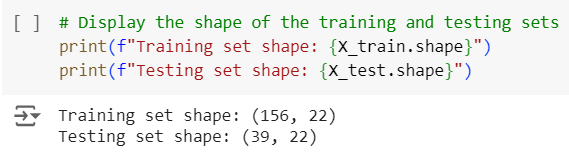 [ ] # Display the shape of the training and testing sets
print(f"Training set shape: {X_train.shape}")
print(f"Testing set shape: {X_test.shape}")
Training set shape: (156, 22)
Testing set shape: (39, 22)